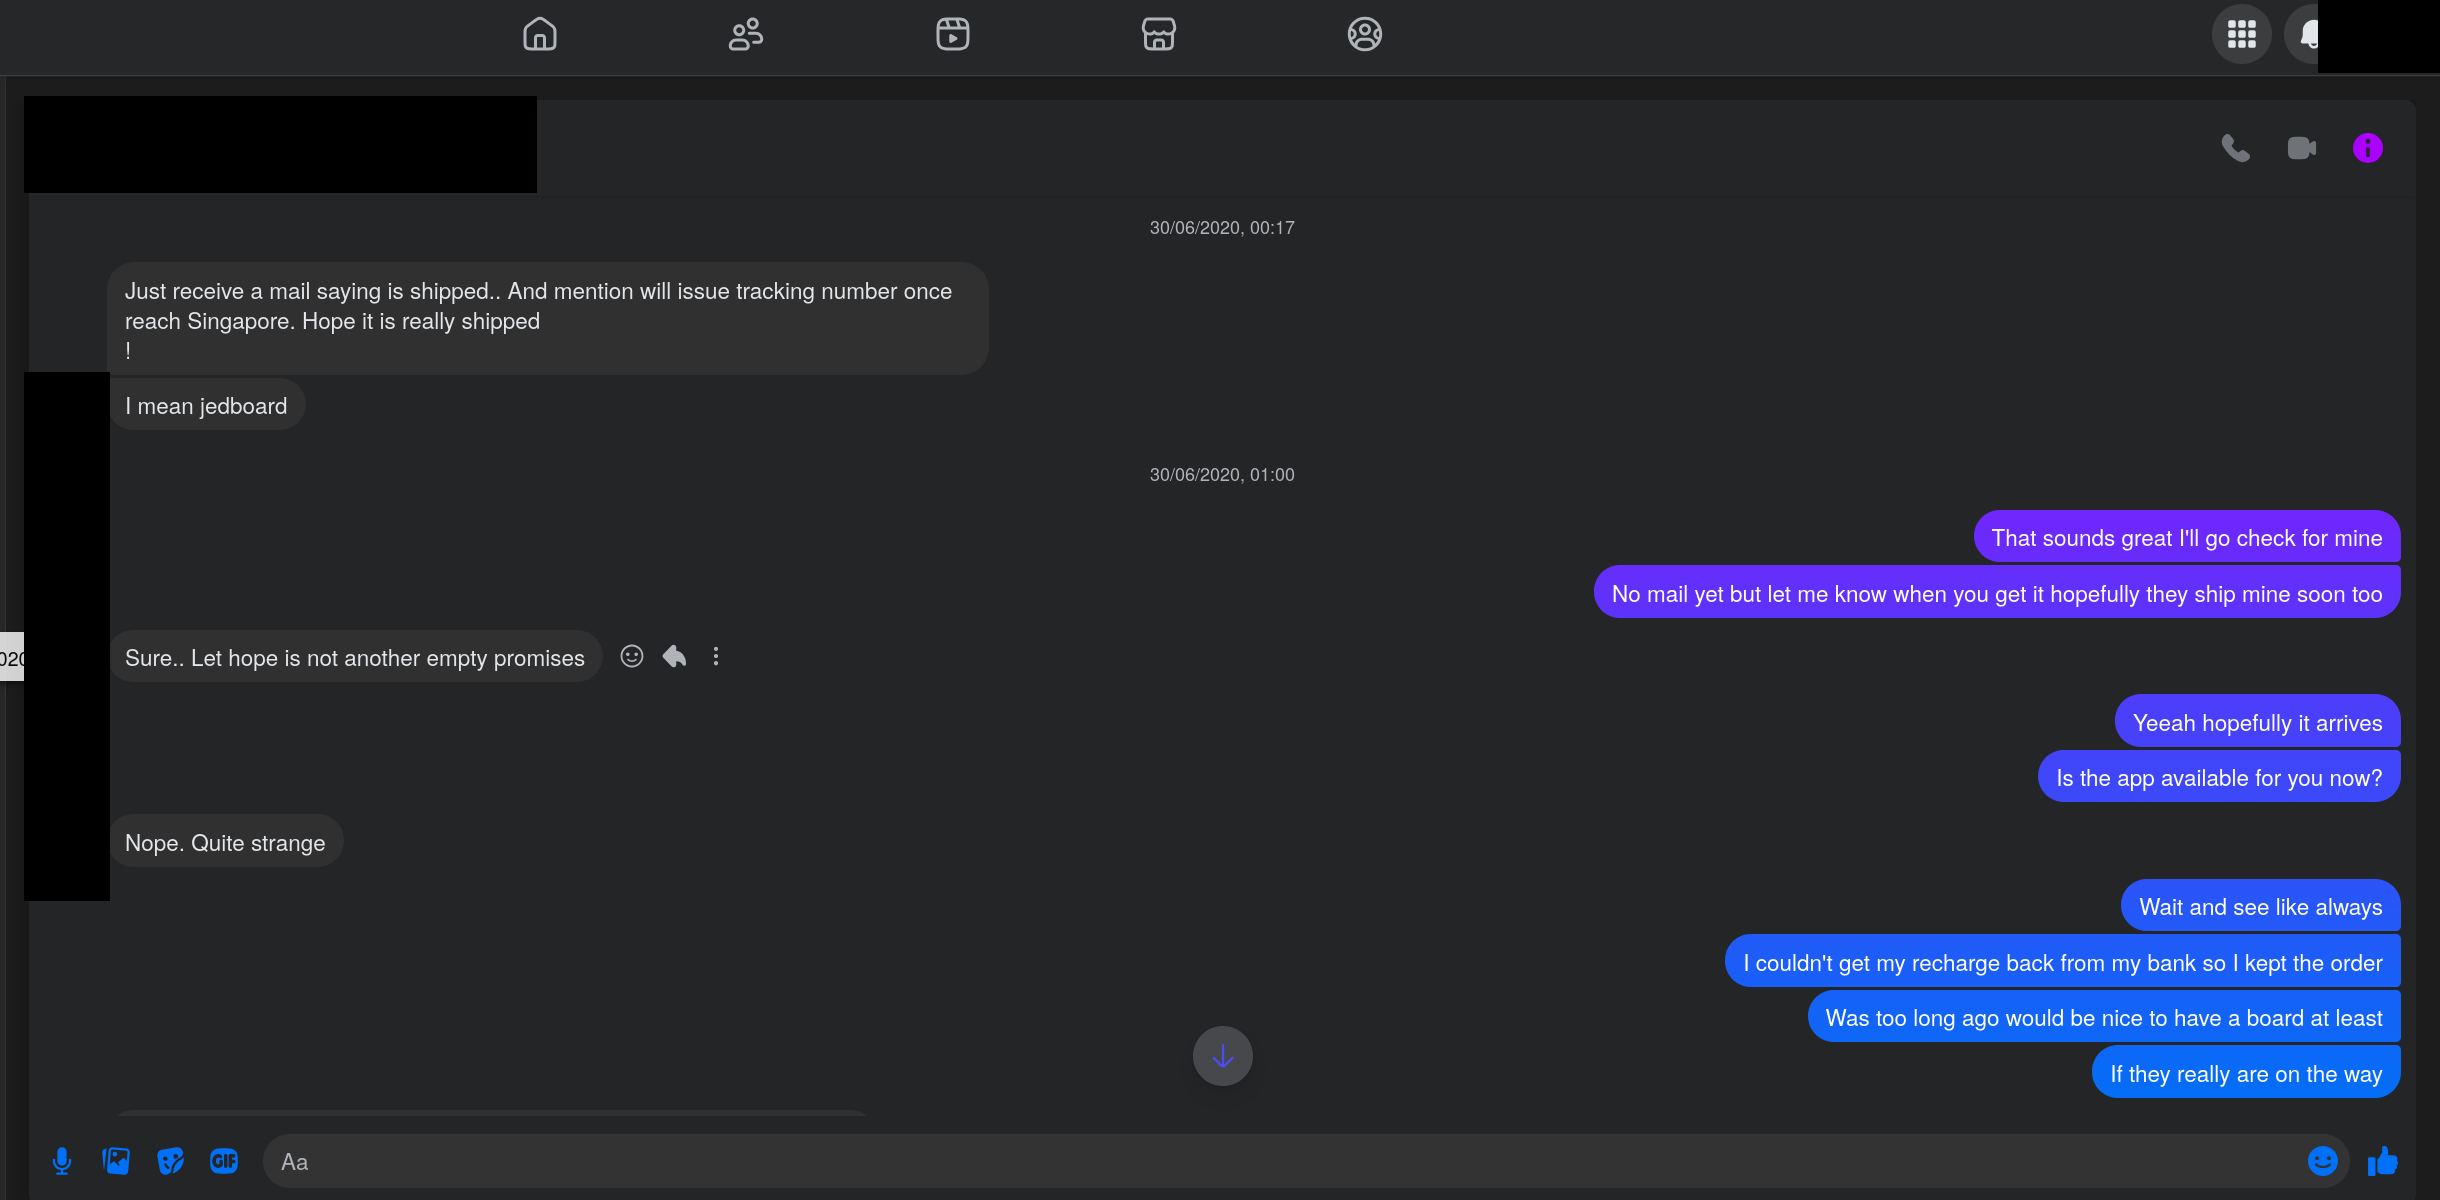 30/06/2020, 00:17
Just receive a mail saying is shipped.. And mention will issue tracking number once
reach Singapore. Hope it is really shipped
!
I mean jedboard
30/06/2020, 01:00
That sounds great I'll go check for mine
No mail yet but let me know when you get it hopefully they ship mine soon too
020
Sure.. Let hope is not another empty promises
Yeeah hopefully it arrives
Is the app available for you now?
Nope. Quite strange
Wait and see like always
I couldn't get my recharge back from my bank so I kept the order
Was too long ago would be nice to have a board at least
If they really are on the way
GIF
Aa